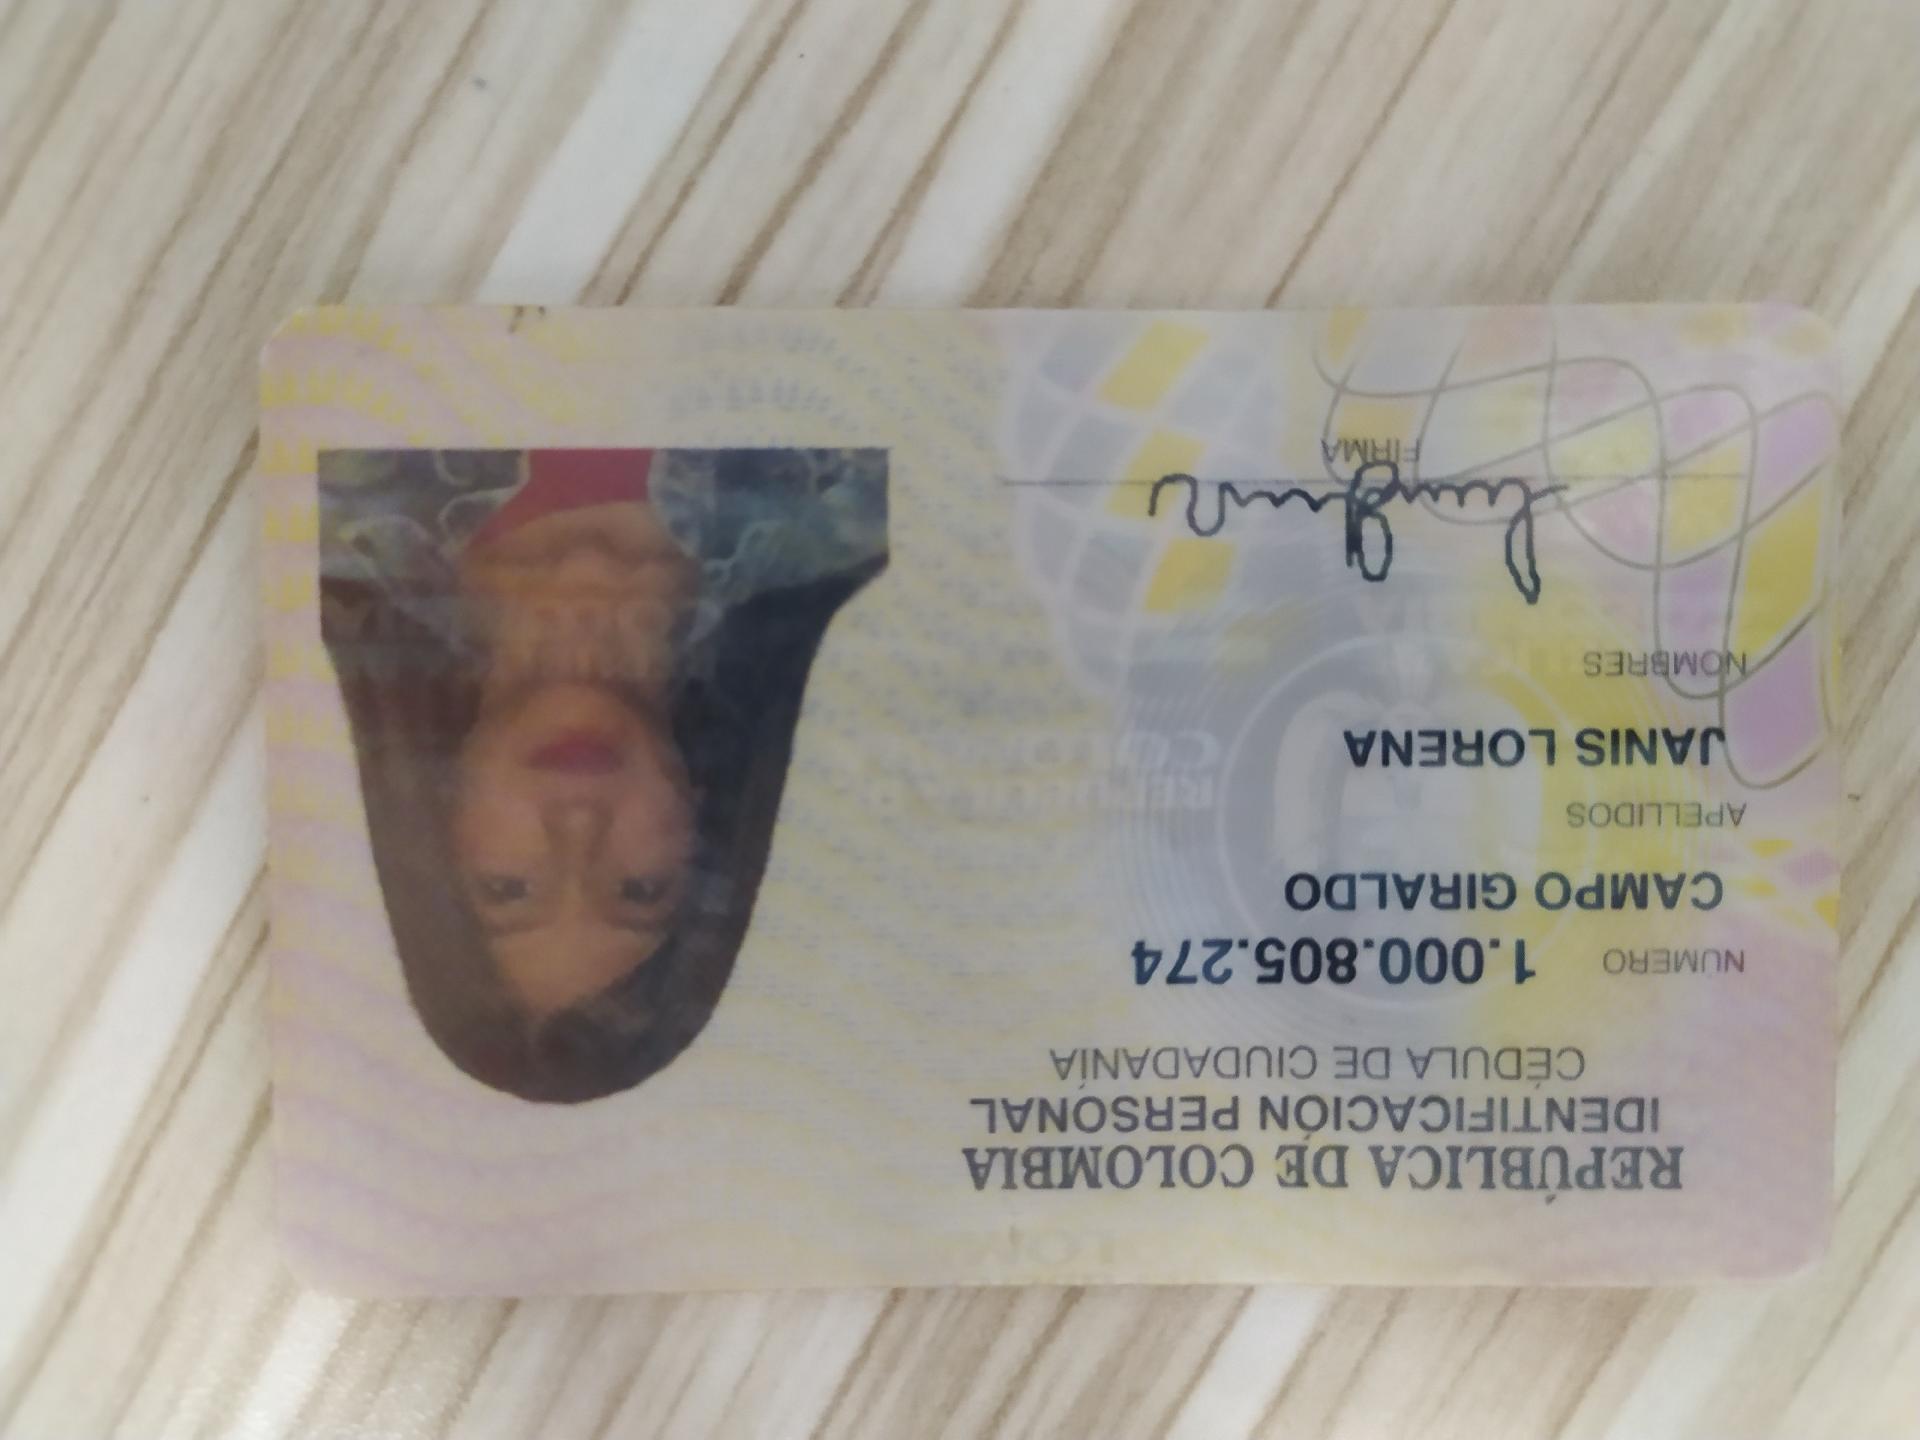 REPÚBLICA DE COLOMBIA
IDENTIFICACIÓN PERSONAL
CÉDULA DE CIUDADANÍA
NÚMERO 1.000.805.274
CAMPO GIRALDO
APELLIDOS
JANIS LORENA
NOMBRES
FIRMA